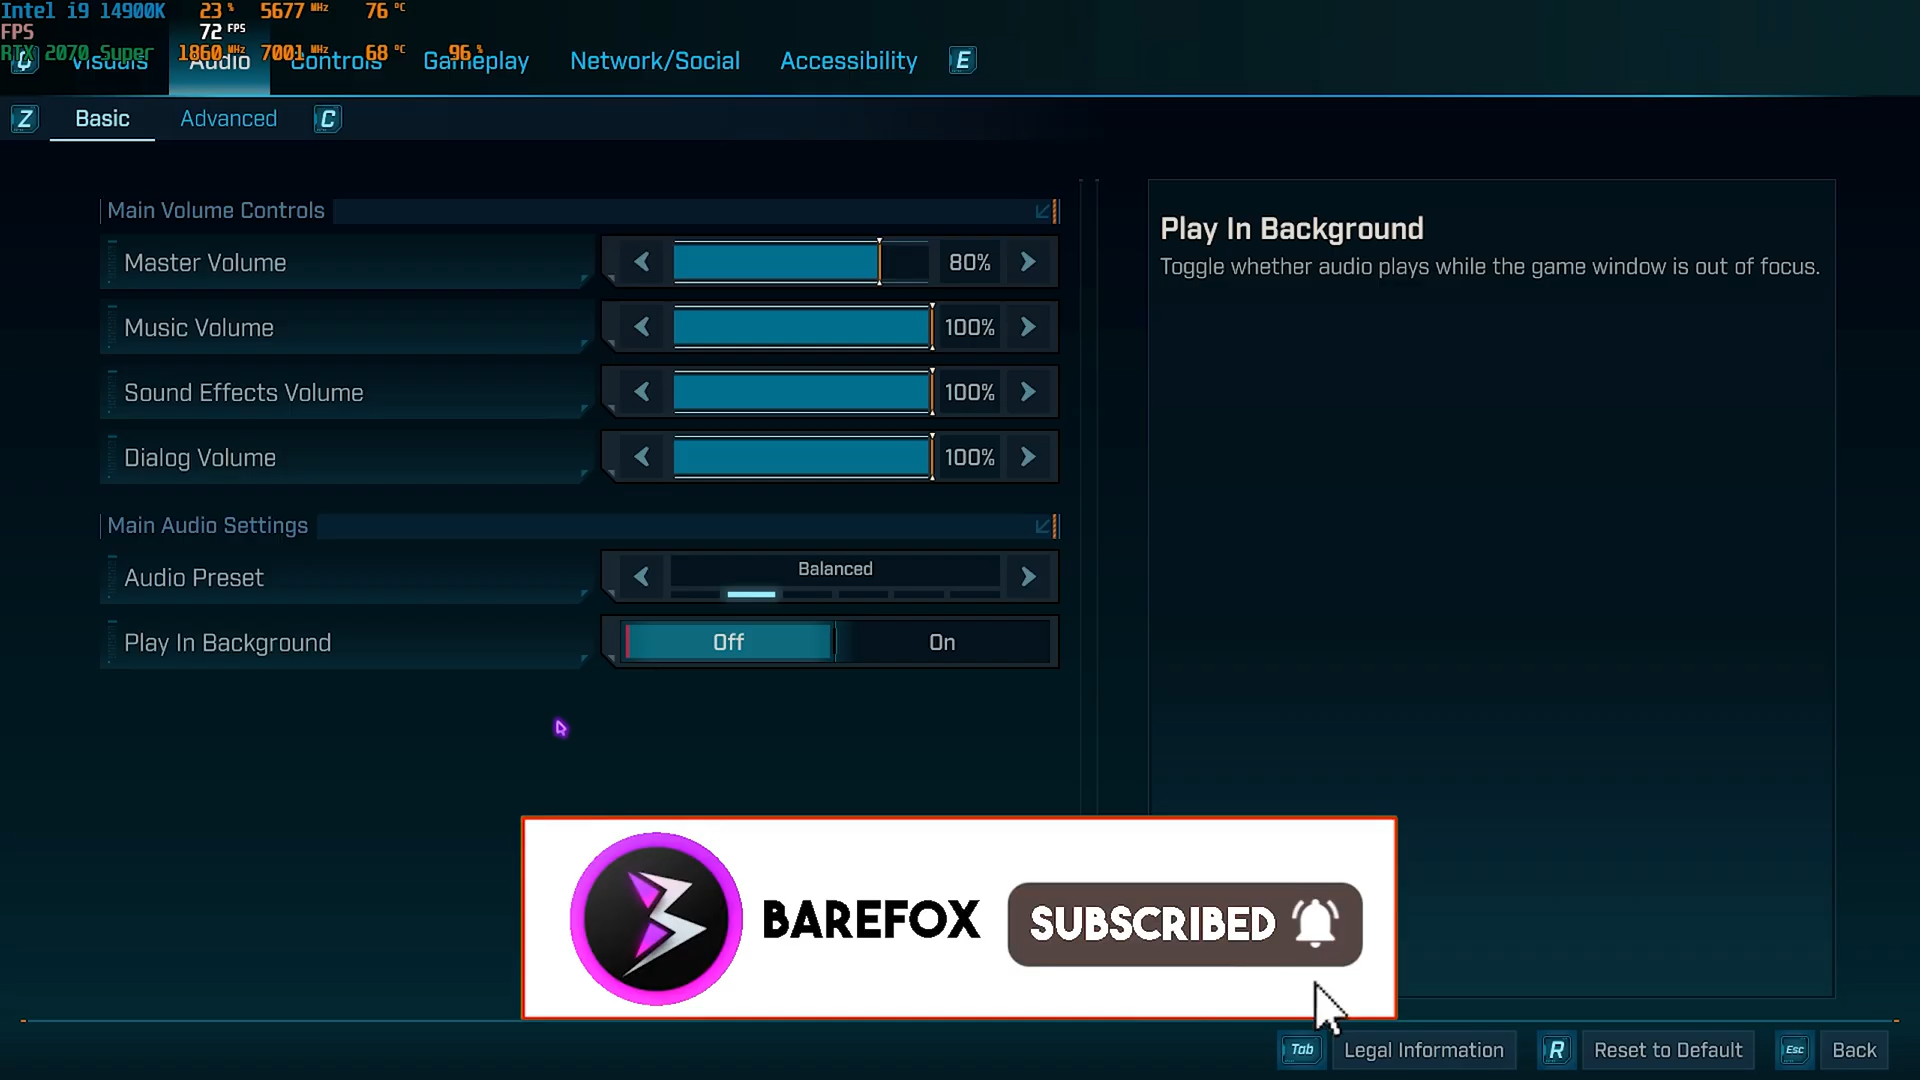 Intel i9 14900K 23 % 5677 MHz 76 °C
FPS 72 FPS
RTX 2070 Super 1860 MHz 7001 MHz 68 °C 96 %
Q Visuals Audio Controls Gameplay Network/Social Accessibility E
Z Basic Advanced C
Main Volume Controls
Master Volume 80%
Music Volume 100%
Sound Effects Volume 100%
Dialog Volume 100%
Main Audio Settings
Audio Preset Balanced
Play In Background Off On
Play In Background
Toggle whether audio plays while the game window is out of focus.
BAREFOX SUBSCRIBED
Tab Legal Information R Reset to Default Esc Back